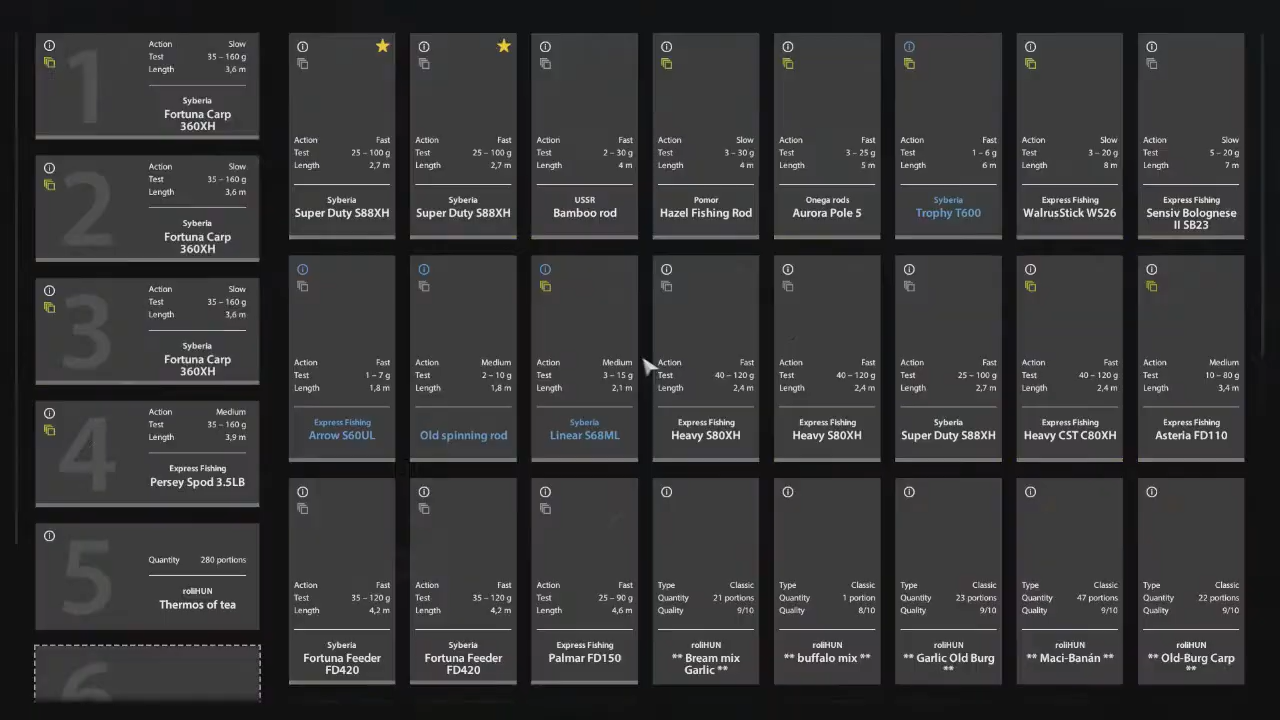 1
Action Slow
Test 35 – 160 g
Length 3,6 m
Syberia
Fortuna Carp
360XH
2
Action Slow
Test 35 – 160 g
Length 3,6 m
Syberia
Fortuna Carp
360XH
3
Action Slow
Test 35 – 160 g
Length 3,6 m
Syberia
Fortuna Carp
360XH
4
Action Medium
Test 35 – 160 g
Length 3,9 m
Express Fishing
Persey Spod 3.5LB
5
Quantity 280 portions
roliHUN
Thermos of tea
6
Action Fast
Test 25 – 100 g
Length 2,7 m
Syberia
Super Duty S88XH
Action Fast
Test 25 – 100 g
Length 2,7 m
Syberia
Super Duty S88XH
Action Fast
Test 2 – 30 g
Length 4 m
USSR
Bamboo rod
Action Slow
Test 3 – 30 g
Length 4 m
Pomor
Hazel Fishing Rod
Action Fast
Test 3 – 25 g
Length 5 m
Onega rods
Aurora Pole 5
Action Fast
Test 1 – 6 g
Length 6 m
Syberia
Trophy T600
Action Slow
Test 3 – 20 g
Length 8 m
Express Fishing
WalrusStick WS26
Action Slow
Test 5 – 20 g
Length 7 m
Express Fishing
Sensiv Bolognese
II SB23
Action Fast
Test 1 – 7 g
Length 1,8 m
Express Fishing
Arrow S60UL
Action Medium
Test 2 – 10 g
Length 1,8 m
Old spinning rod
Action Medium
Test 3 – 15 g
Length 2,1 m
Syberia
Linear S68ML
Action Fast
Test 40 – 120 g
Length 2,4 m
Express Fishing
Heavy S80XH
Action Fast
Test 40 – 120 g
Length 2,4 m
Express Fishing
Heavy S80XH
Action Fast
Test 25 – 100 g
Length 2,7 m
Syberia
Super Duty S88XH
Action Fast
Test 40 – 120 g
Length 2,4 m
Express Fishing
Heavy CST C80XH
Action Medium
Test 10 – 80 g
Length 3,4 m
Express Fishing
Asteria FD110
Action Fast
Test 35 – 120 g
Length 4,2 m
Syberia
Fortuna Feeder
FD420
Action Fast
Test 35 – 120 g
Length 4,2 m
Syberia
Fortuna Feeder
FD420
Action Fast
Test 25 – 90 g
Length 4,6 m
Express Fishing
Palmar FD150
Type Classic
Quantity 21 portions
Quality 9/10
roliHUN
** Bream mix
Garlic **
Type Classic
Quantity 1 portion
Quality 8/10
roliHUN
** buffalo mix **
Type Classic
Quantity 23 portions
Quality 9/10
roliHUN
** Garlic Old Burg
**
Type Classic
Quantity 47 portions
Quality 9/10
roliHUN
** Maci-Banán **
Type Classic
Quantity 22 portions
Quality 9/10
roliHUN
** Old-Burg Carp
**